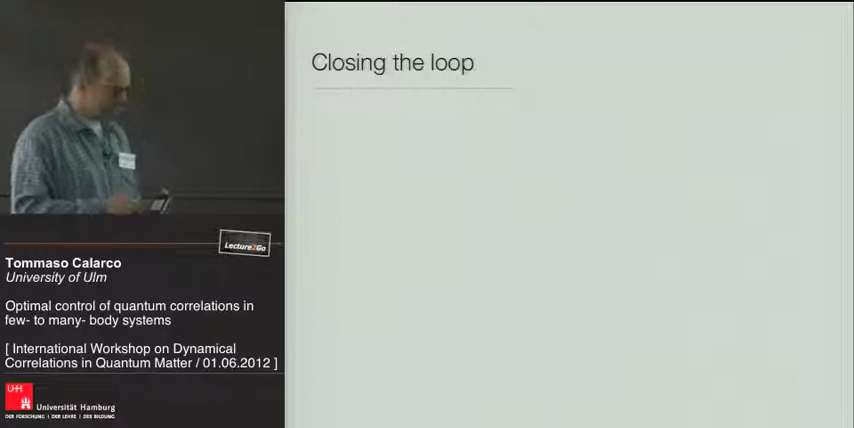 Closing the loop
Lecture2Go
Tommaso Calarco
University of Ulm
Optimal control of quantum correlations in
few- to many- body systems
[ International Workshop on Dynamical
Correlations in Quantum Matter / 01.06.2012 ]
UH
Universität Hamburg
DER FORSCHUNG | DER LEHRE | DER BILDUNG